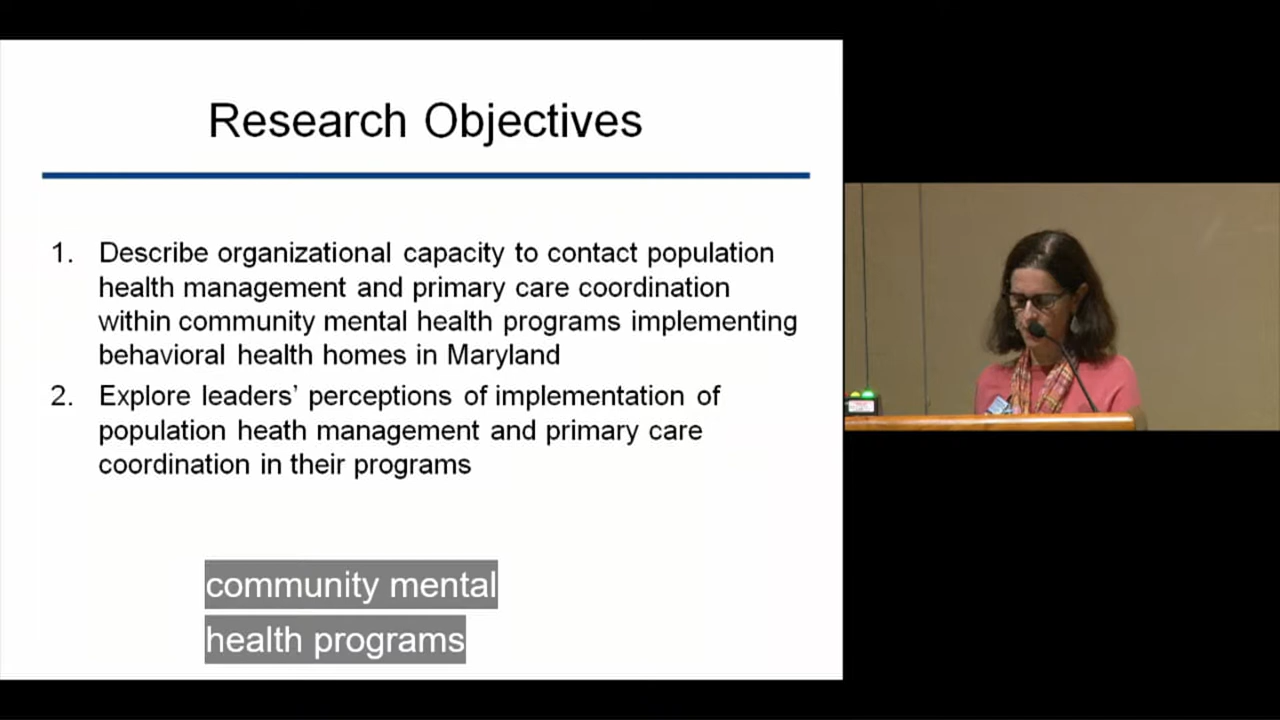 Research Objectives
1. Describe organizational capacity to contact population
health management and primary care coordination
within community mental health programs implementing
behavioral health homes in Maryland
2. Explore leaders' perceptions of implementation of
population heath management and primary care
coordination in their programs
community mental
health programs